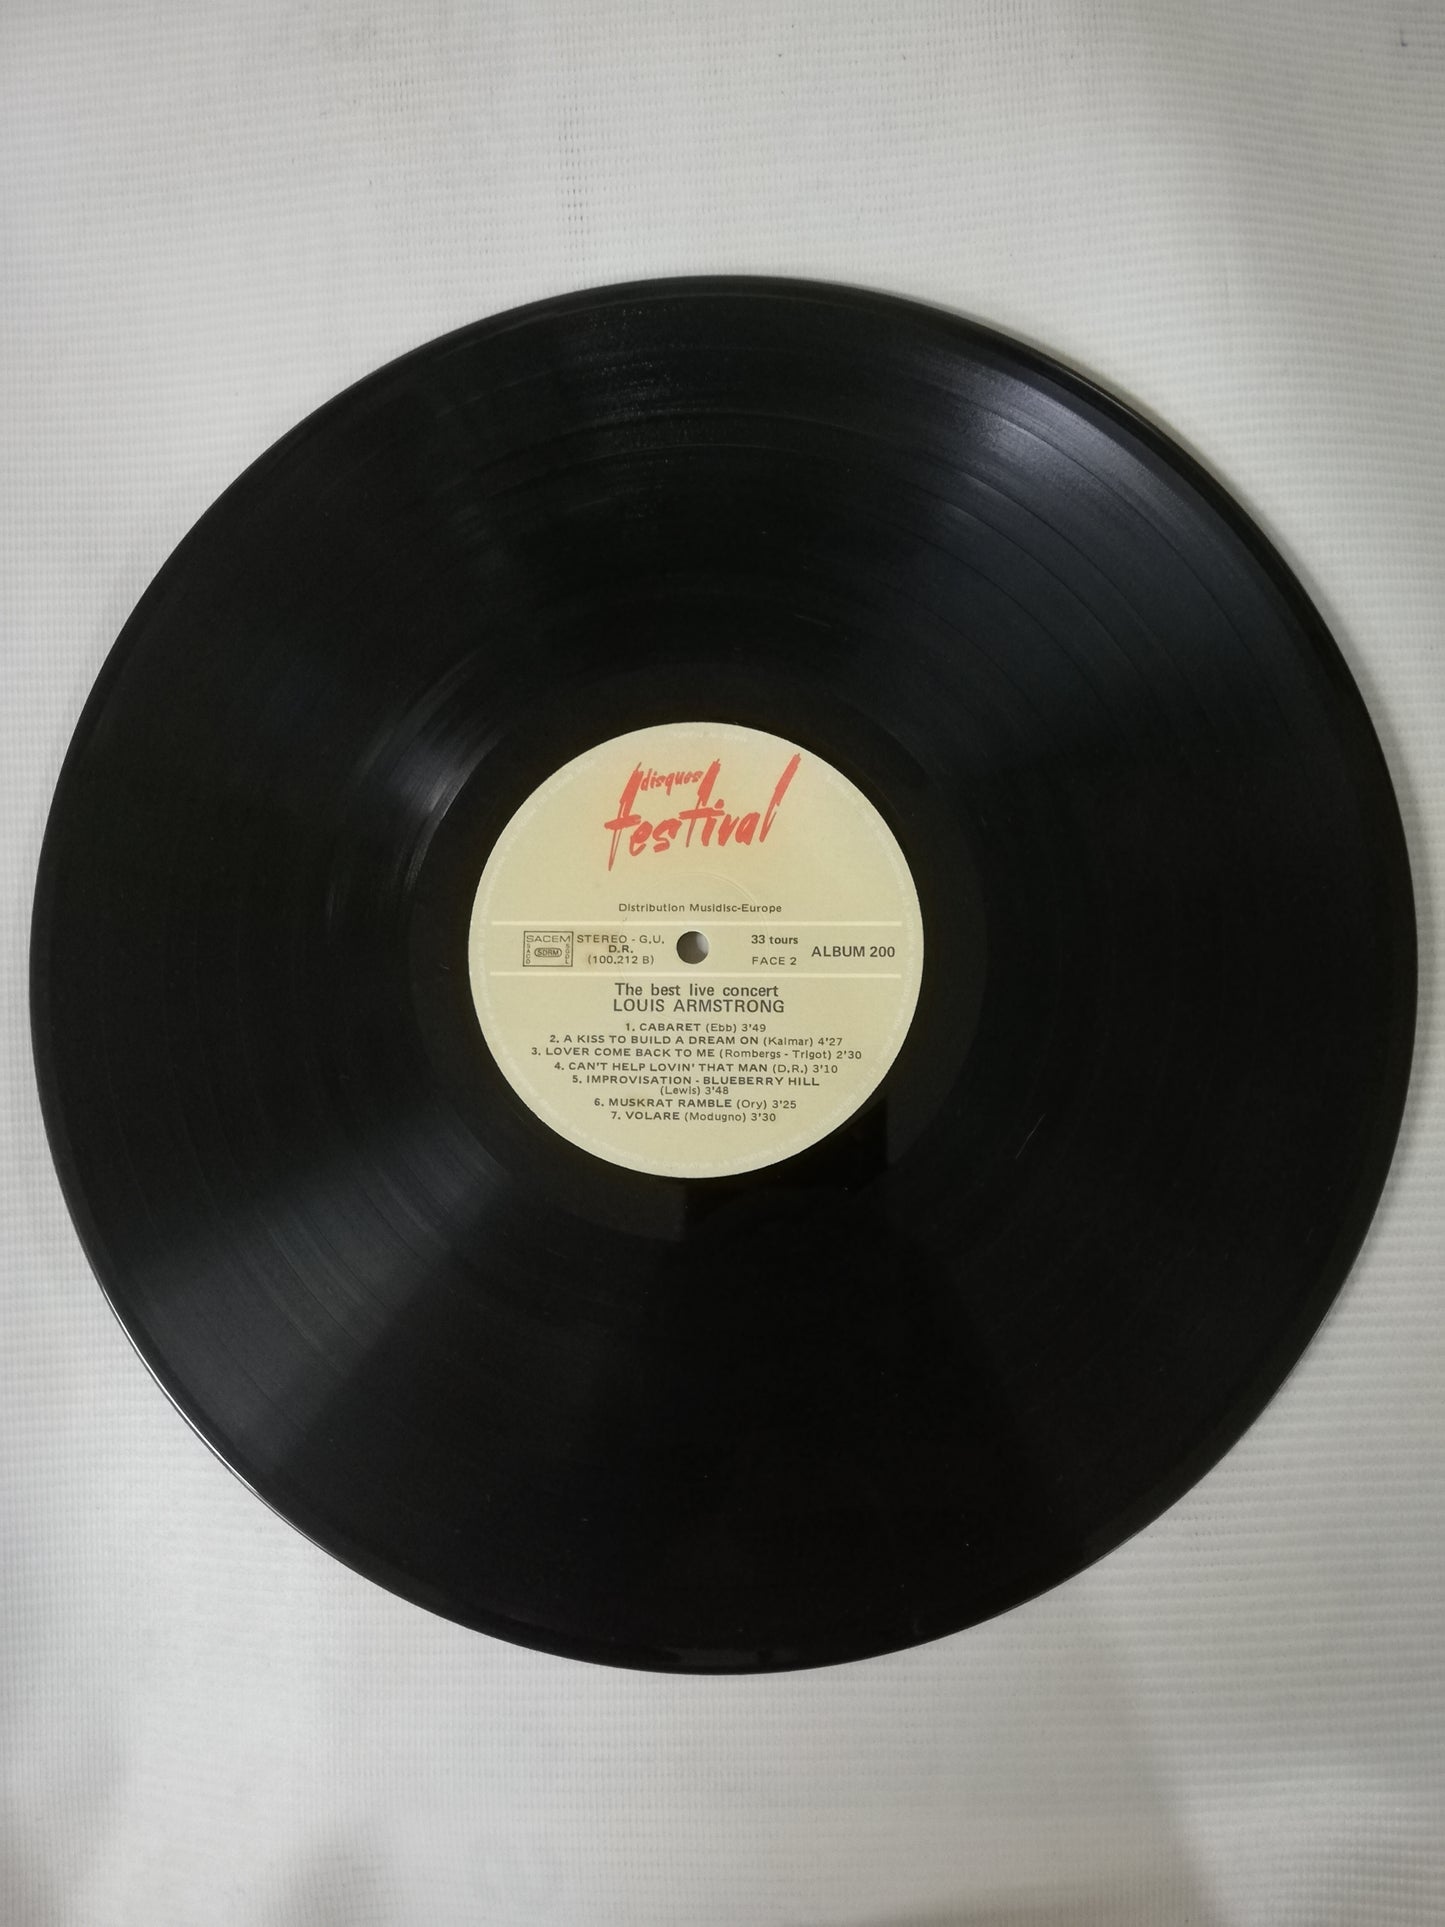 disques
festival
Distribution Musidisc-Europe
SACEM
SACD SDRM SGDL
STEREO - G.U.
D.R.
(100.212 B)
33 tours
FACE 2
ALBUM 200
The best live concert
LOUIS ARMSTRONG
1. CABARET (Ebb) 3'49
2. A KISS TO BUILD A DREAM ON (Kalmar) 4'27
3. LOVER COME BACK TO ME (Rombergs - Trigot) 2'30
4. CAN'T HELP LOVIN' THAT MAN (D.R.) 3'10
5. IMPROVISATION - BLUEBERRY HILL
(Lewis) 3'48
6. MUSKRAT RAMBLE (Ory) 3'25
7. VOLARE (Modugno) 3'30